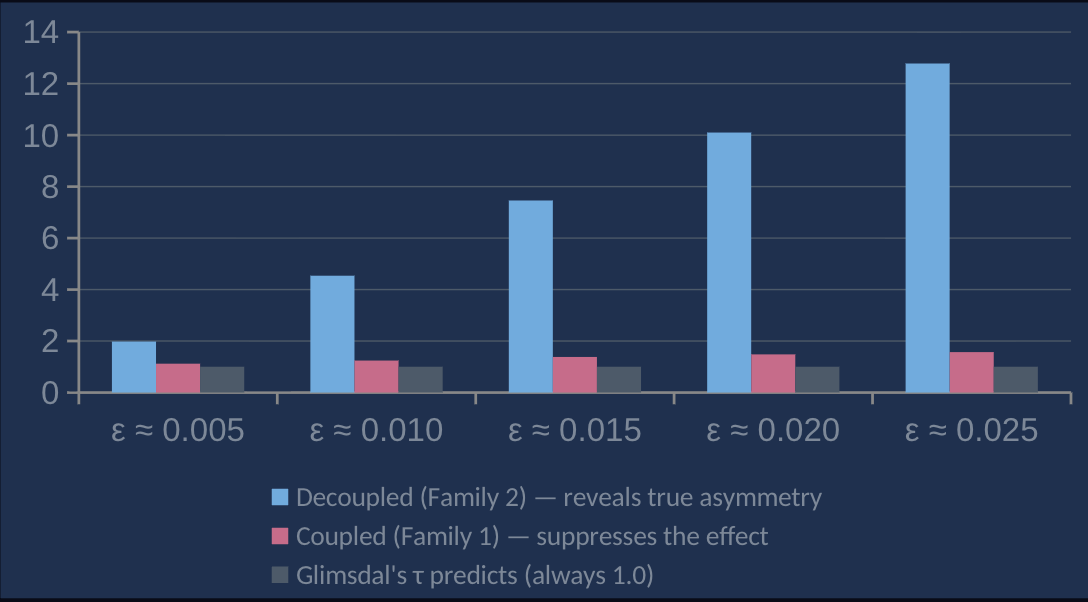 14
12
10
8
6
4
2
0
ε ≈ 0.005 ε ≈ 0.010 ε ≈ 0.015 ε ≈ 0.020 ε ≈ 0.025
Decoupled (Family 2) — reveals true asymmetry
Coupled (Family 1) — suppresses the effect
Glimsdal's τ predicts (always 1.0)